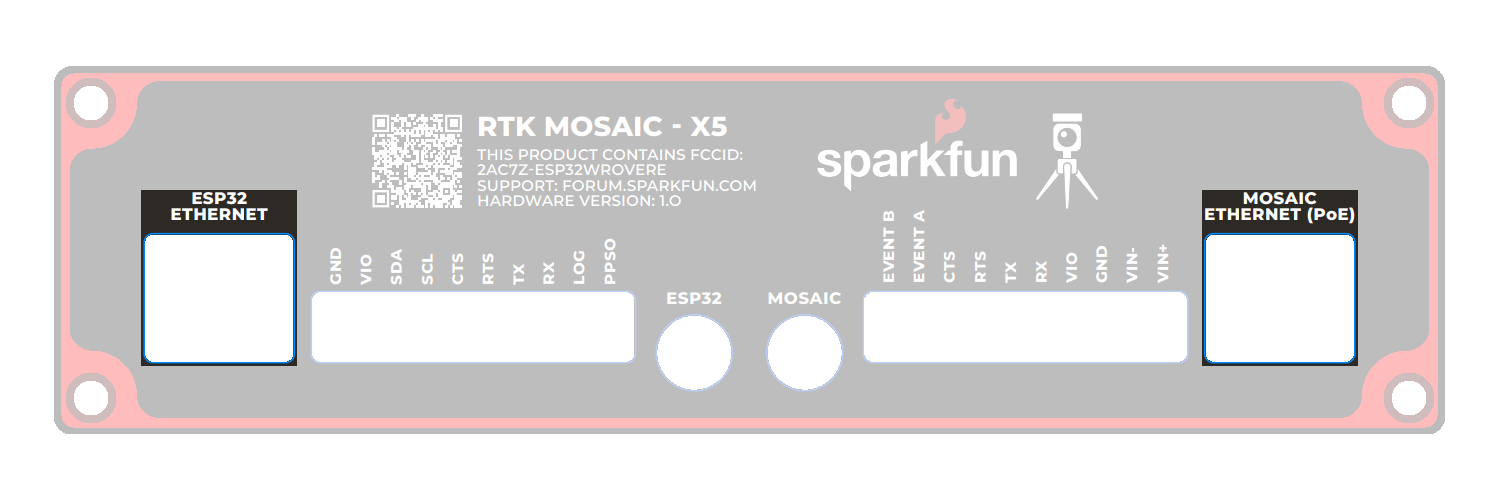 RTK MOSAIC - X5
THIS PRODUCT CONTAINS FCCID:
2AC7Z-ESP32WROVERE
SUPPORT: FORUM.SPARKFUN.COM
HARDWARE VERSION: 1.0
sparkfun
ESP32
ETHERNET
GND
VIO
SDA
SCL
CTS
RTS
TX
RX
LOG
PPSO
ESP32
MOSAIC
EVENT B
EVENT A
CTS
RTS
TX
RX
VIO
GND
VIN-
VIN+
MOSAIC
ETHERNET (PoE)